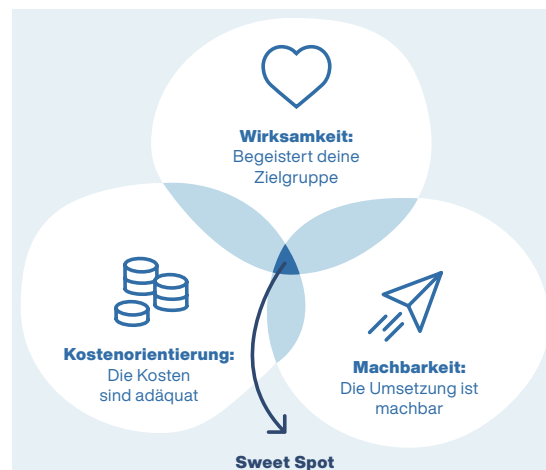 Wirksamkeit:
Begeistert deine
Zielgruppe
Kostenorientierung:
Die Kosten
sind adäquat
Machbarkeit:
Die Umsetzung ist
machbar
Sweet Spot